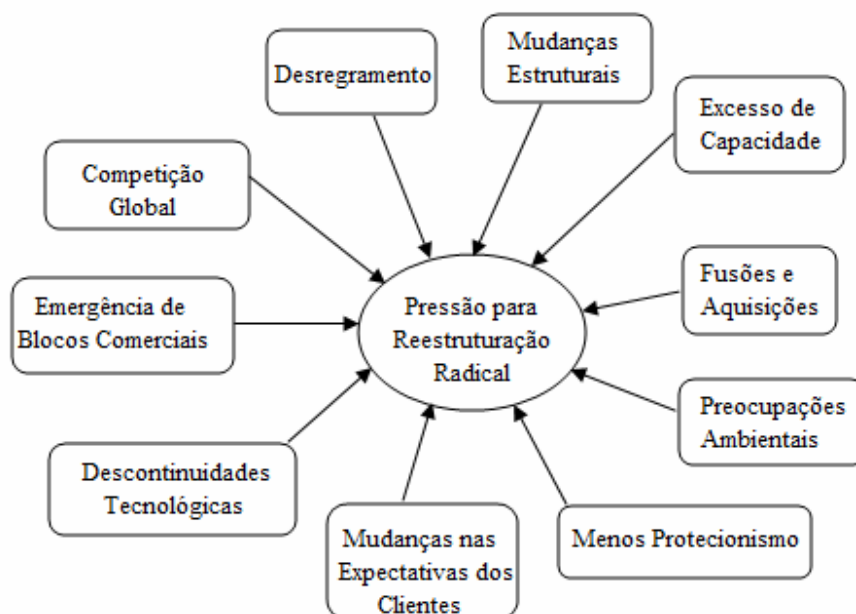 Desregramento
Mudanças
Estruturais
Excesso de
Capacidade
Competição
Global
Fusões e
Aquisições
Emergência de
Blocos Comerciais
Pressão para
Reestruturação
Radical
Preocupações
Ambientais
Descontinuidades
Tecnológicas
Mudanças nas
Expectativas dos
Clientes
Menos Protecionismo